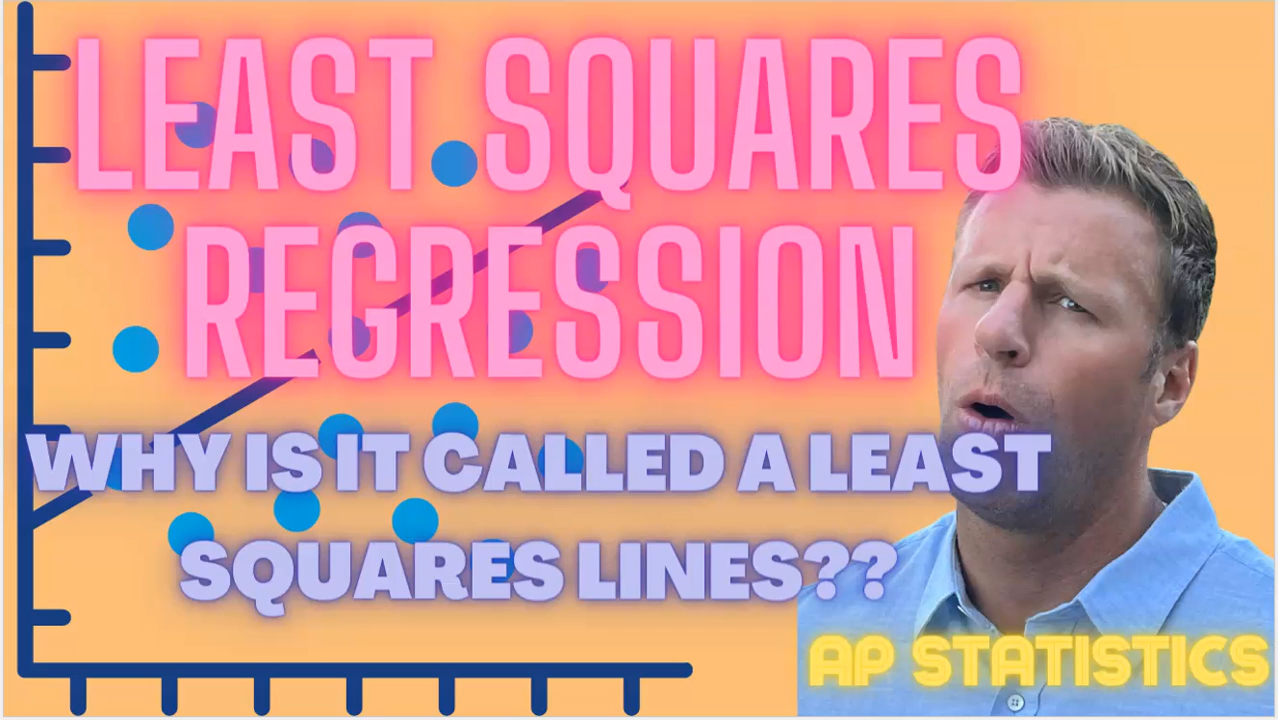 LEAST SQUARES
REGRESSION
WHY IS IT CALLED A LEAST
SQUARES LINES??
AP STATISTICS